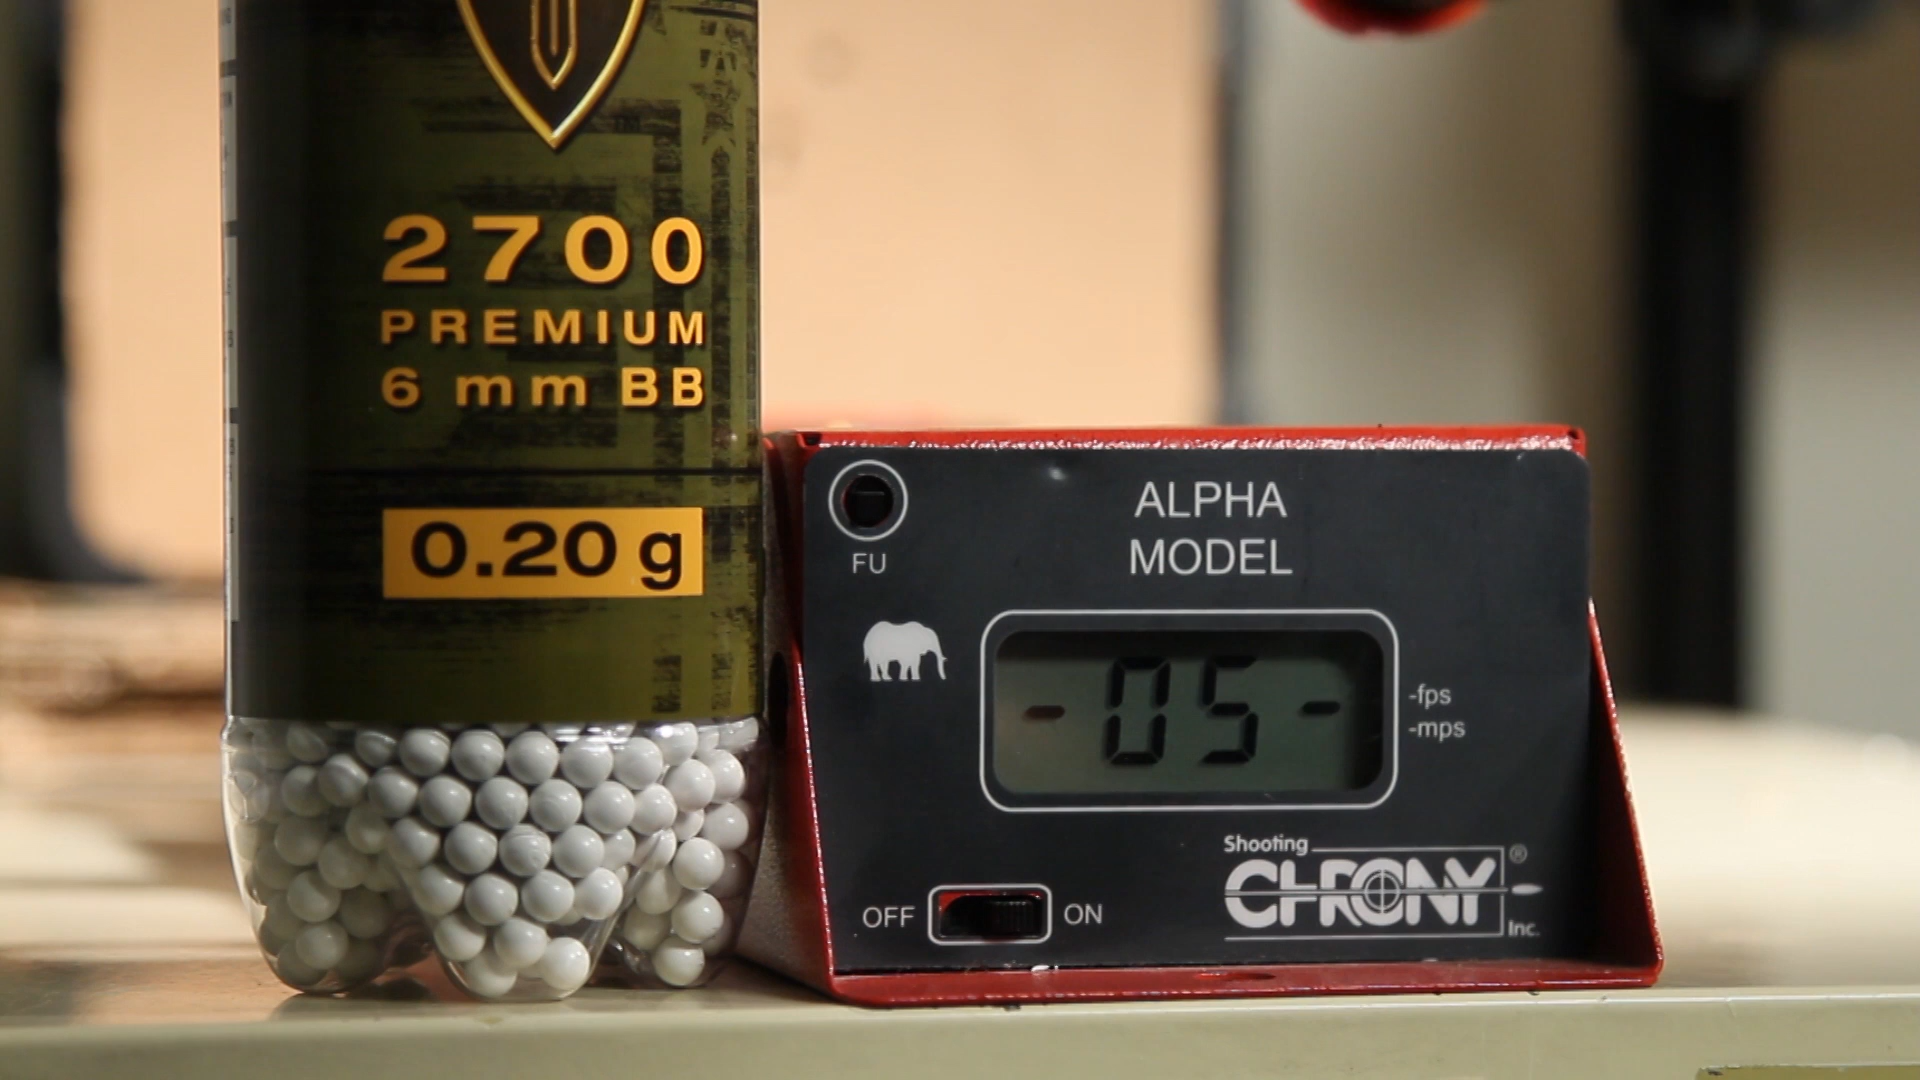 2700
PREMIUM
6 mm BB
0.20 g
ALPHA
MODEL
FU
- 05 -
-fps
-mps
Shooting
CHRONY ®
Inc.
OFF ON